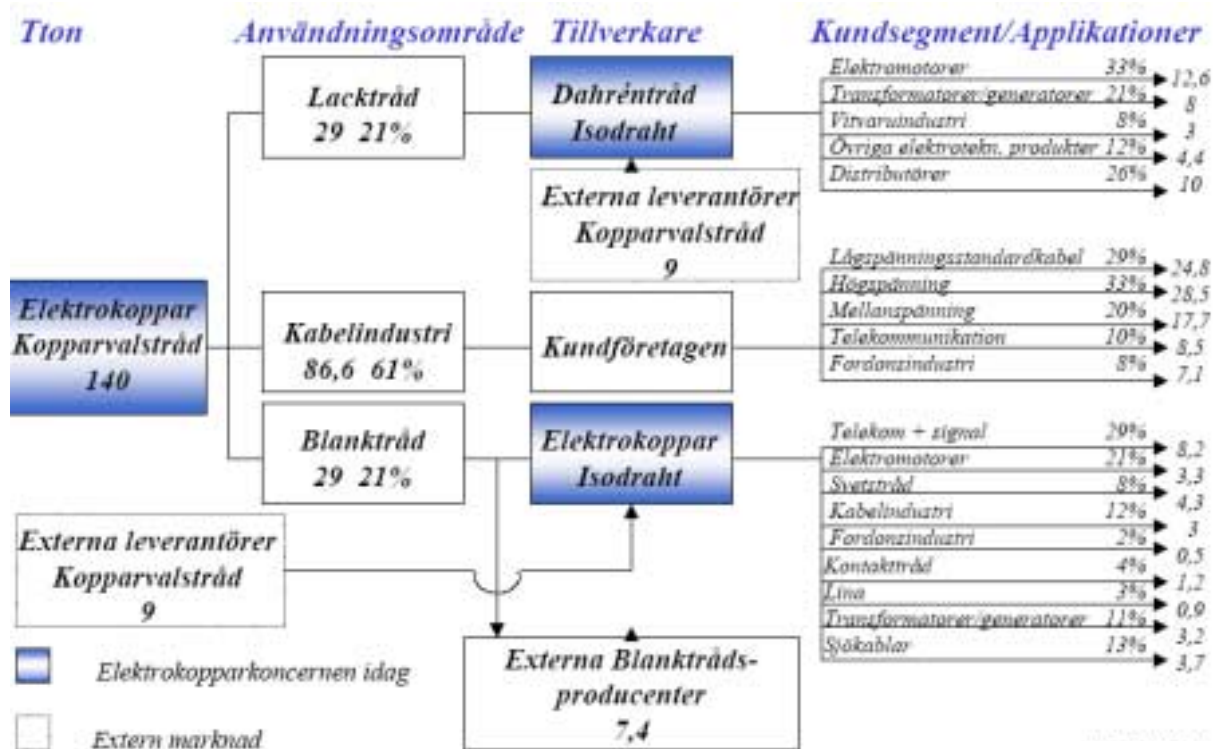 Tton Användningsområde Tillverkare Kundsegment/Applikationer
Lacktråd
29 21%
Dahréntråd
Isodraht
Elektramotorer 33% 12,6
Transformatorer/generatorer 21% 8
Vitvaruindustri 8% 3
Övriga elektrotekn. produkter 12% 4,4
Distributörer 26% 10
Externa leverantörer
Kopparvalstråd
9
Elektrokoppar
Kopparvalstråd
140
Kabelindustri
86,6 61%
Kundföretagen
Lågspänningsstandardkabel 29% 24,8
Högspänning 33% 28,5
Mellanspänning 20% 17,7
Telekommunikation 10% 8,5
Fordonsindustri 8% 7,1
Blanktråd
29 21%
Elektrokoppar
Isodraht
Telekom + signal 29% 8,2
Elektramotorer 21% 3,3
Svetstråd 8% 4,3
Kabelindustri 12% 3
Fordonsindustri 2% 0,5
Kontakttråd 4% 1,2
Lina 3% 0,9
Transformatorer/generatorer 11% 3,2
Sjökablar 13% 3,7
Externa leverantörer
Kopparvalstråd
9
Externa Blanktråds-
producenter
7,4
Elektrokopparkoncernen idag
Extern marknad